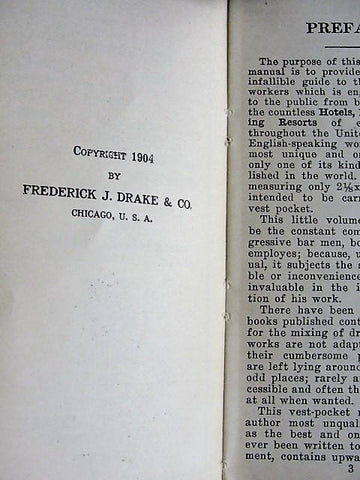 COPYRIGHT 1904
BY
FREDERICK J. DRAKE & CO.
CHICAGO, U. S. A.
PREFA
The purpose of this
manual is to provide
infallible guide to th
workers which is en
to the public from b
the countless Hotels,
ing Resorts of e
throughout the Unit
English-speaking wo
most unique and or
only one of its kind
lished in the world.
measuring only 2⅛x
intended to be carr
vest pocket.
This little volum
be the constant com
gressive bar men, b
employes; because, u
ual, it subjects the s
ble or inconvenienc
invaluable in the i
tion of his work.
There have been
books published cont
for the mixing of dr
works are not adapt
their cumbersome p
are left lying around
odd places; rarely a
cessible and often th
at all when wanted.
This vest-pocket m
author most unquali
as the best and on
ever been written to
ment, contains upwa
3